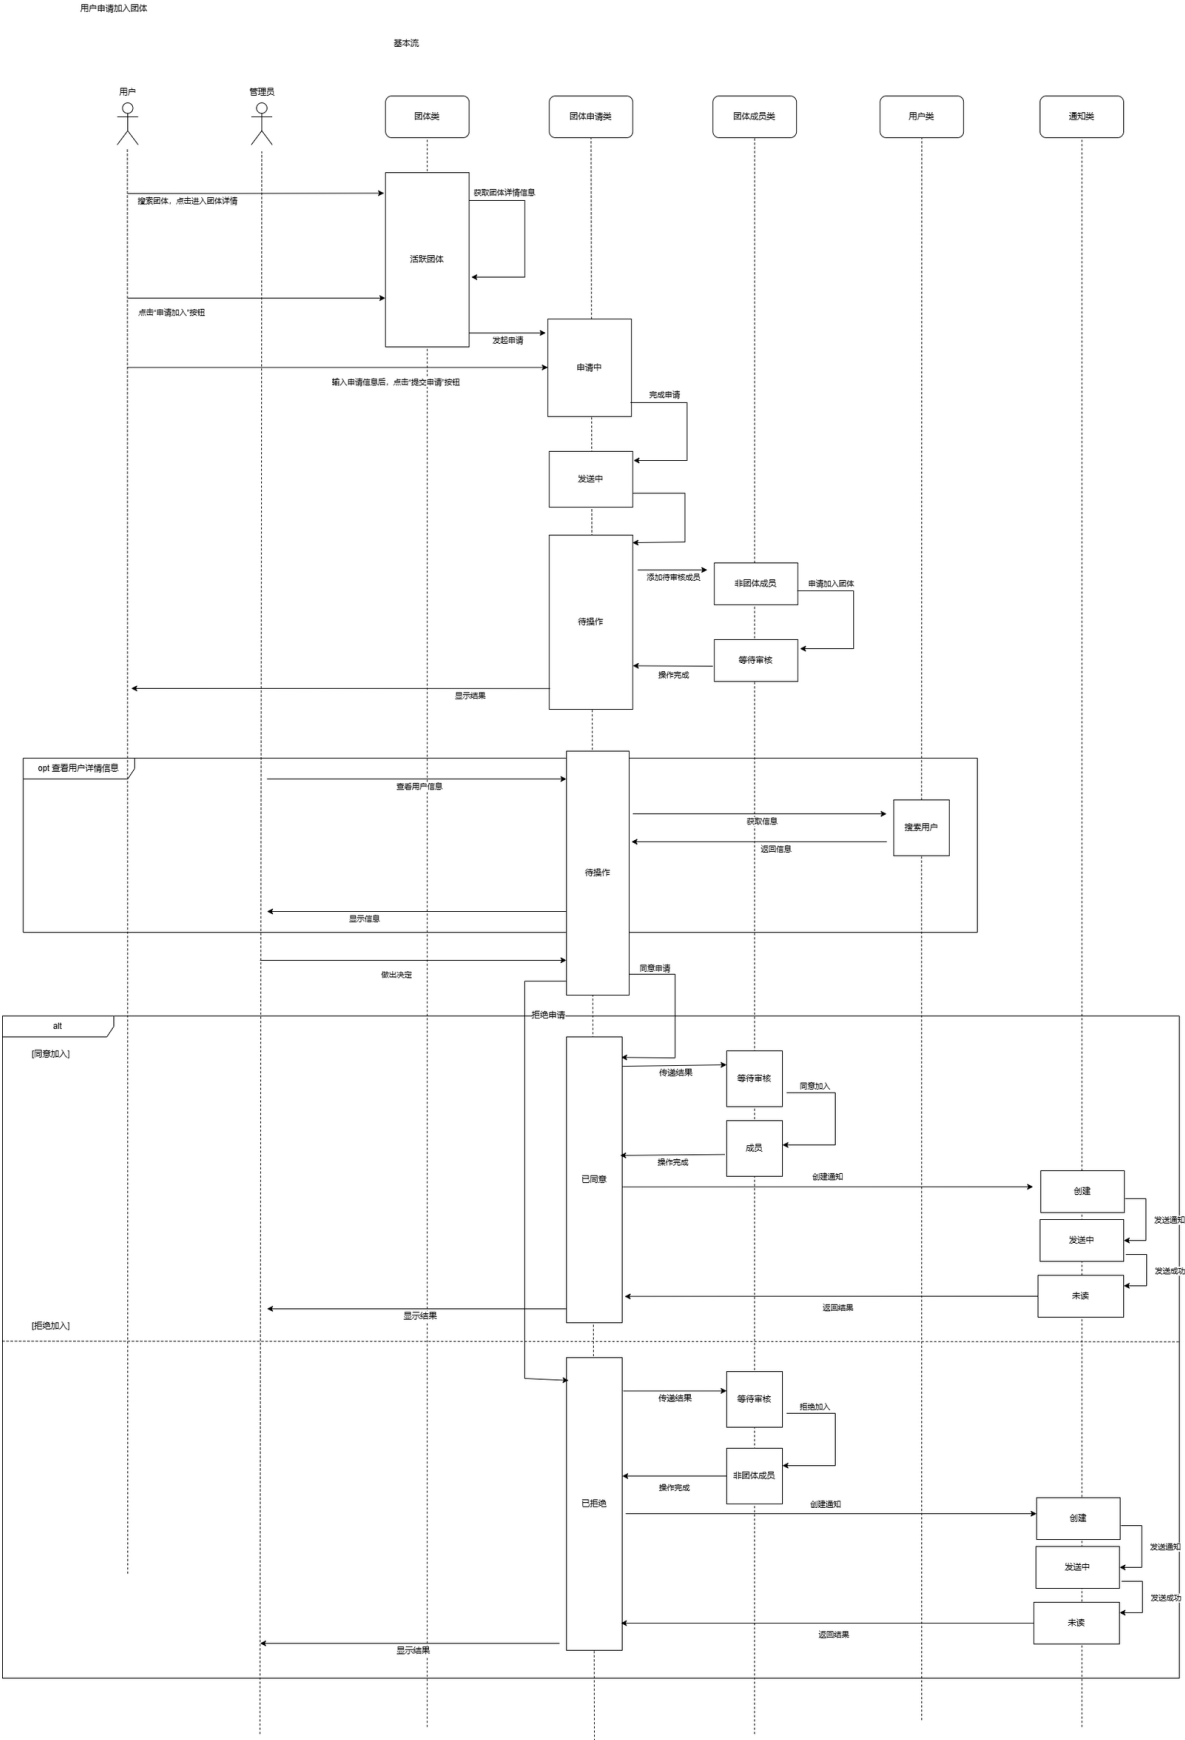 用户申请加入团体
基本流
用户
管理员
团体类
团体申请类
团体成员类
用户类
通知类
搜索团体，点击进入团体详情
获取团体详情信息
活跃团体
点击“申请加入”按钮
发起申请
申请中
输入申请信息后，点击“提交申请”按钮
完成申请
发送中
待操作
添加待审核成员
非团体成员
申请加入团体
等待审核
操作完成
显示结果
opt 查看用户详情信息
查看用户信息
获取信息
搜索用户
返回信息
待操作
显示信息
做出决定
同意申请
拒绝申请
alt
[同意加入]
传递结果
等待审核
同意加入
成员
操作完成
已同意
创建通知
创建
发送通知
发送中
发送成功
未读
返回结果
显示结果
[拒绝加入]
传递结果
等待审核
拒绝加入
非团体成员
操作完成
已拒绝
创建通知
创建
发送通知
发送中
发送成功
未读
返回结果
显示结果